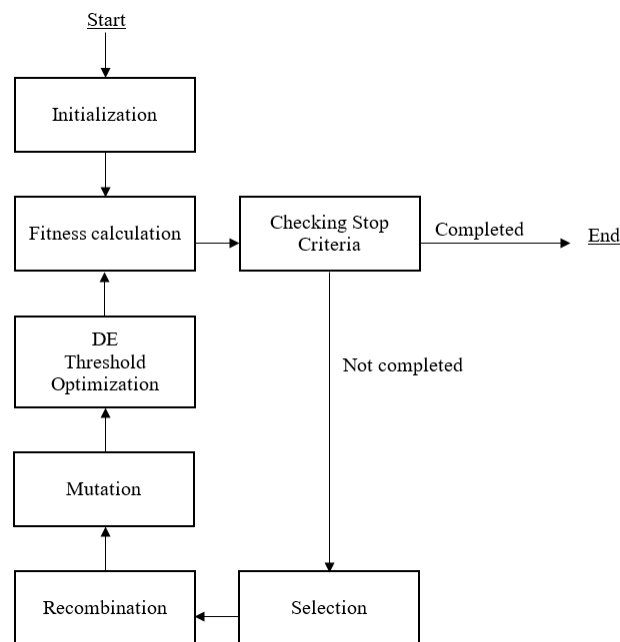 Start
Initialization
Fitness calculation
Checking Stop
Criteria
Completed
End
DE
Threshold
Optimization
Not completed
Mutation
Recombination
Selection